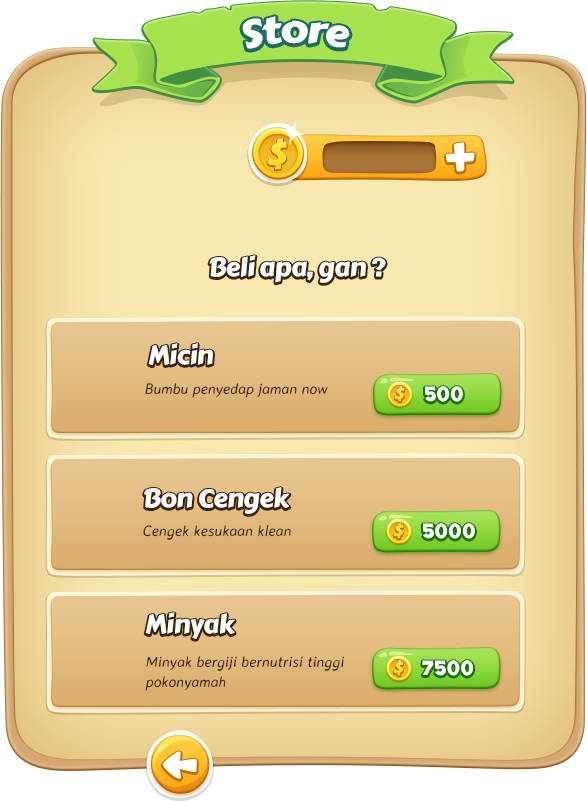 Store
Beli apa, gan ?
Micin
Bumbu penyedap jaman now
500
Bon Cengek
Cengek kesukaan klean
5000
Minyak
Minyak bergiji bernutrisi tinggi
pokonyamah
7500